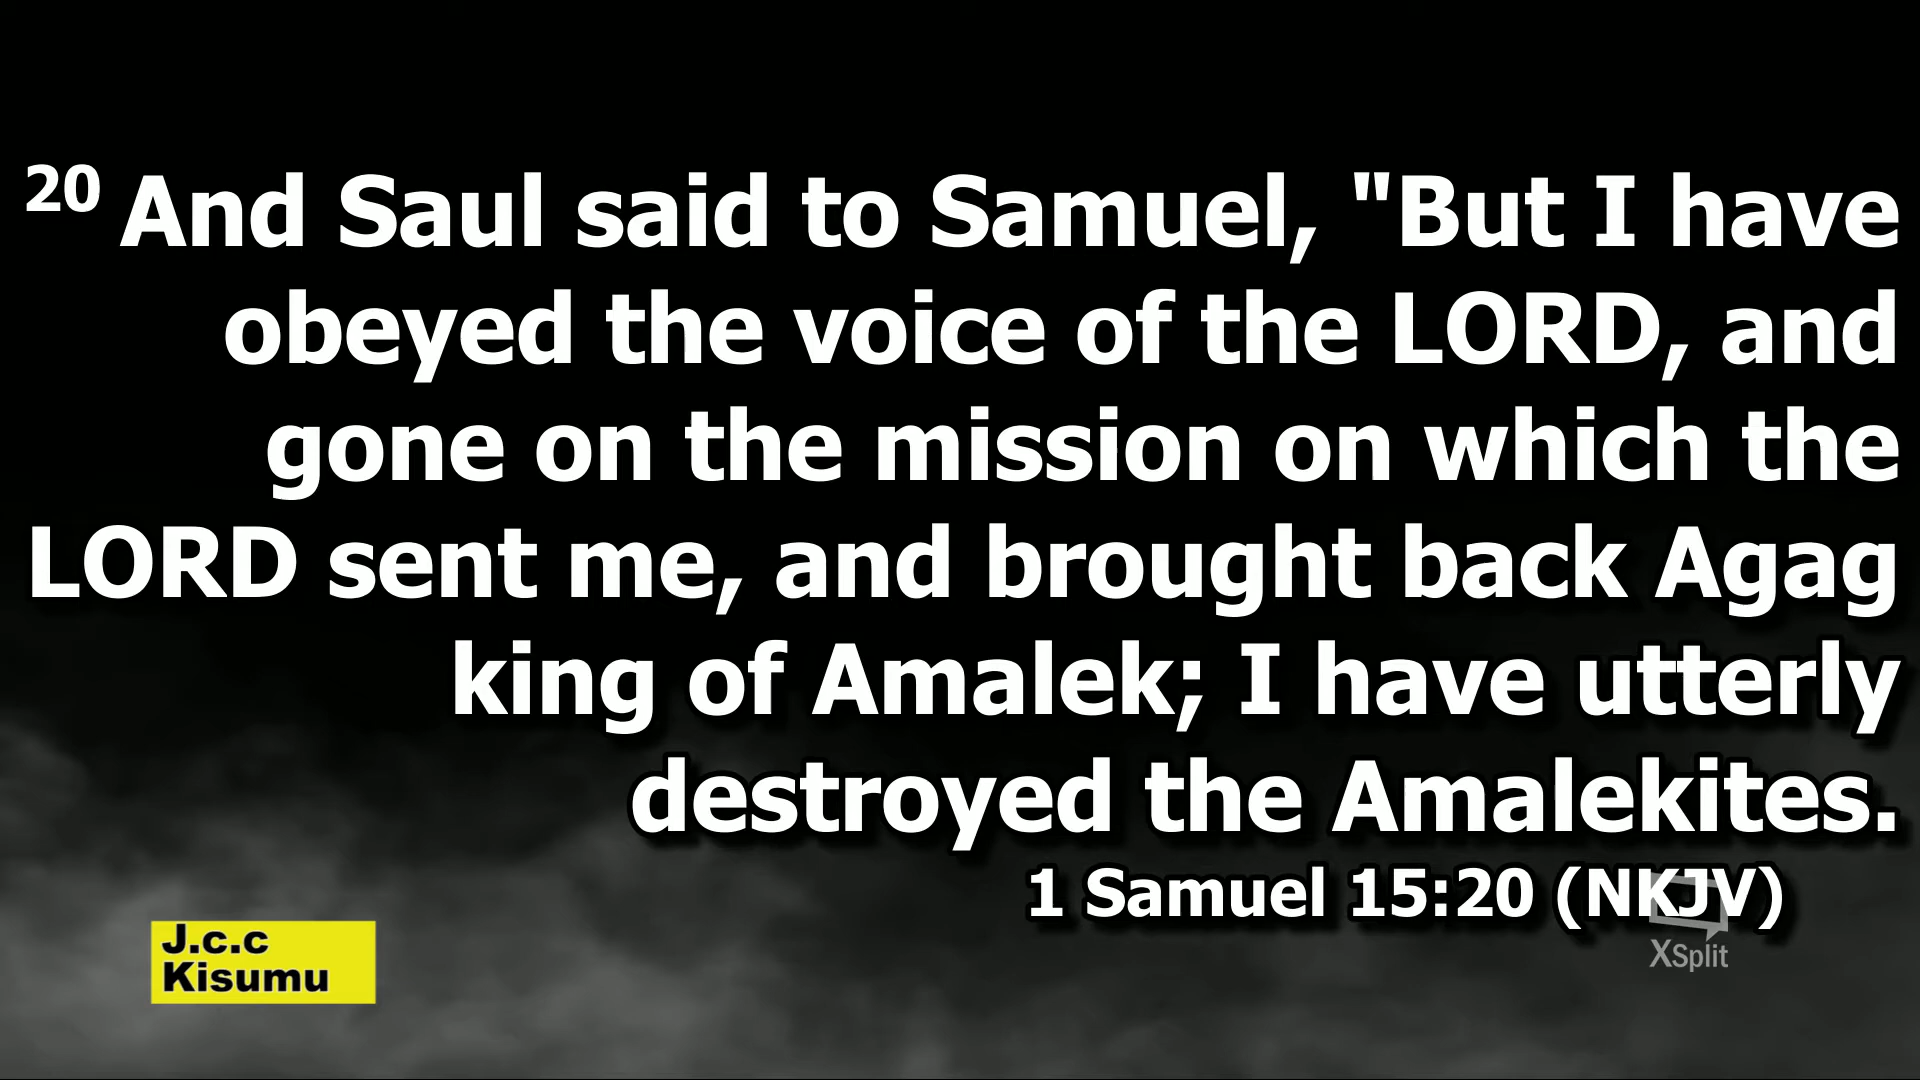 20 And Saul said to Samuel, "But I have
obeyed the voice of the LORD, and
gone on the mission on which the
LORD sent me, and brought back Agag
king of Amalek; I have utterly
destroyed the Amalekites.
1 Samuel 15:20 (NKJV)
XSplit
J.c.c
Kisumu